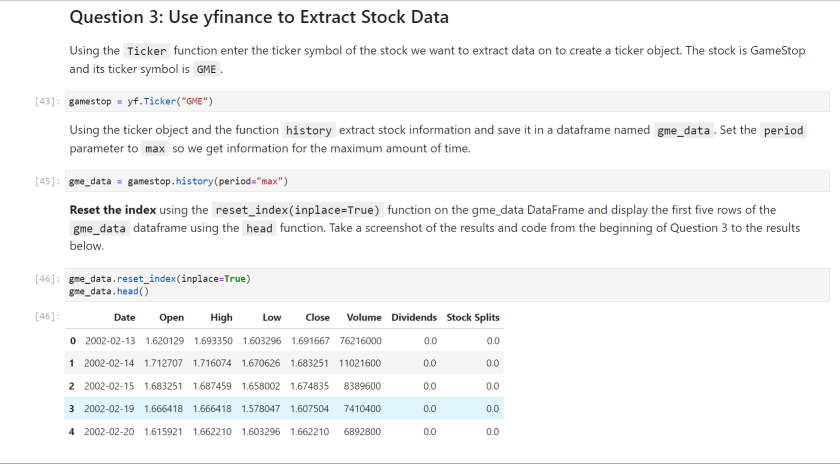 Question 3: Use yfinance to Extract Stock Data
Using the Ticker function enter the ticker symbol of the stock we want to extract data on to create a ticker object. The stock is GameStop
and its ticker symbol is GME .
[43]: gamestop = yf.Ticker("GME")
Using the ticker object and the function history extract stock information and save it in a dataframe named gme_data . Set the period
parameter to max so we get information for the maximum amount of time.
[45]: gme_data = gamestop.history(period="max")
Reset the index using the reset_index(inplace=True) function on the gme_data DataFrame and display the first five rows of the
gme_data dataframe using the head function. Take a screenshot of the results and code from the beginning of Question 3 to the results
below.
[46]: gme_data.reset_index(inplace=True)
gme_data.head()
[46]: Date Open High Low Close Volume Dividends Stock Splits
0 2002-02-13 1.620129 1.693350 1.603296 1.691667 76216000 0.0 0.0
1 2002-02-14 1.712707 1.716074 1.670626 1.683251 11021600 0.0 0.0
2 2002-02-15 1.683251 1.687459 1.658002 1.674835 8389600 0.0 0.0
3 2002-02-19 1.666418 1.666418 1.578047 1.607504 7410400 0.0 0.0
4 2002-02-20 1.615921 1.662210 1.603296 1.662210 6892800 0.0 0.0